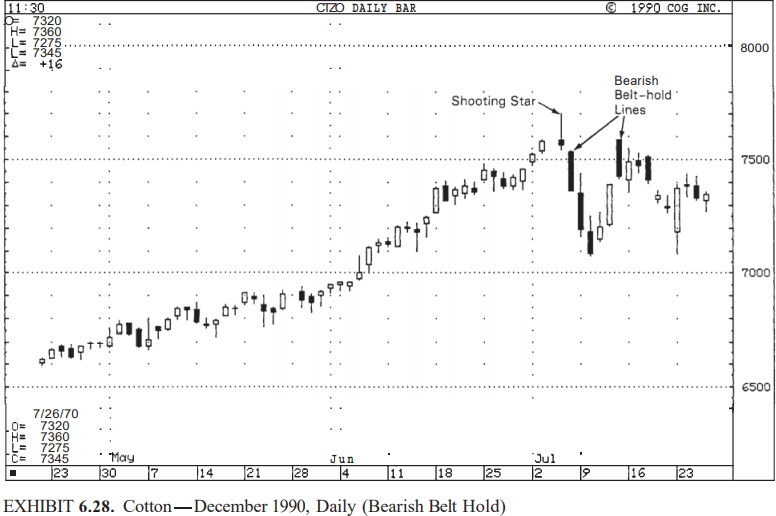 11:30 CTZO DAILY BAR © 1990 COG INC.
O= 7320
H= 7360
L= 7275
L= 7345
Δ= +16
8000
Bearish
Belt-hold
Lines
Shooting Star
7500
7000
6500
7/26/70
O= 7320
H= 7360
L= 7275
C= 7345
May Jun Jul
23 30 7 14 21 28 4 11 18 25 2 9 16 23
EXHIBIT 6.28. Cotton—December 1990, Daily (Bearish Belt Hold)